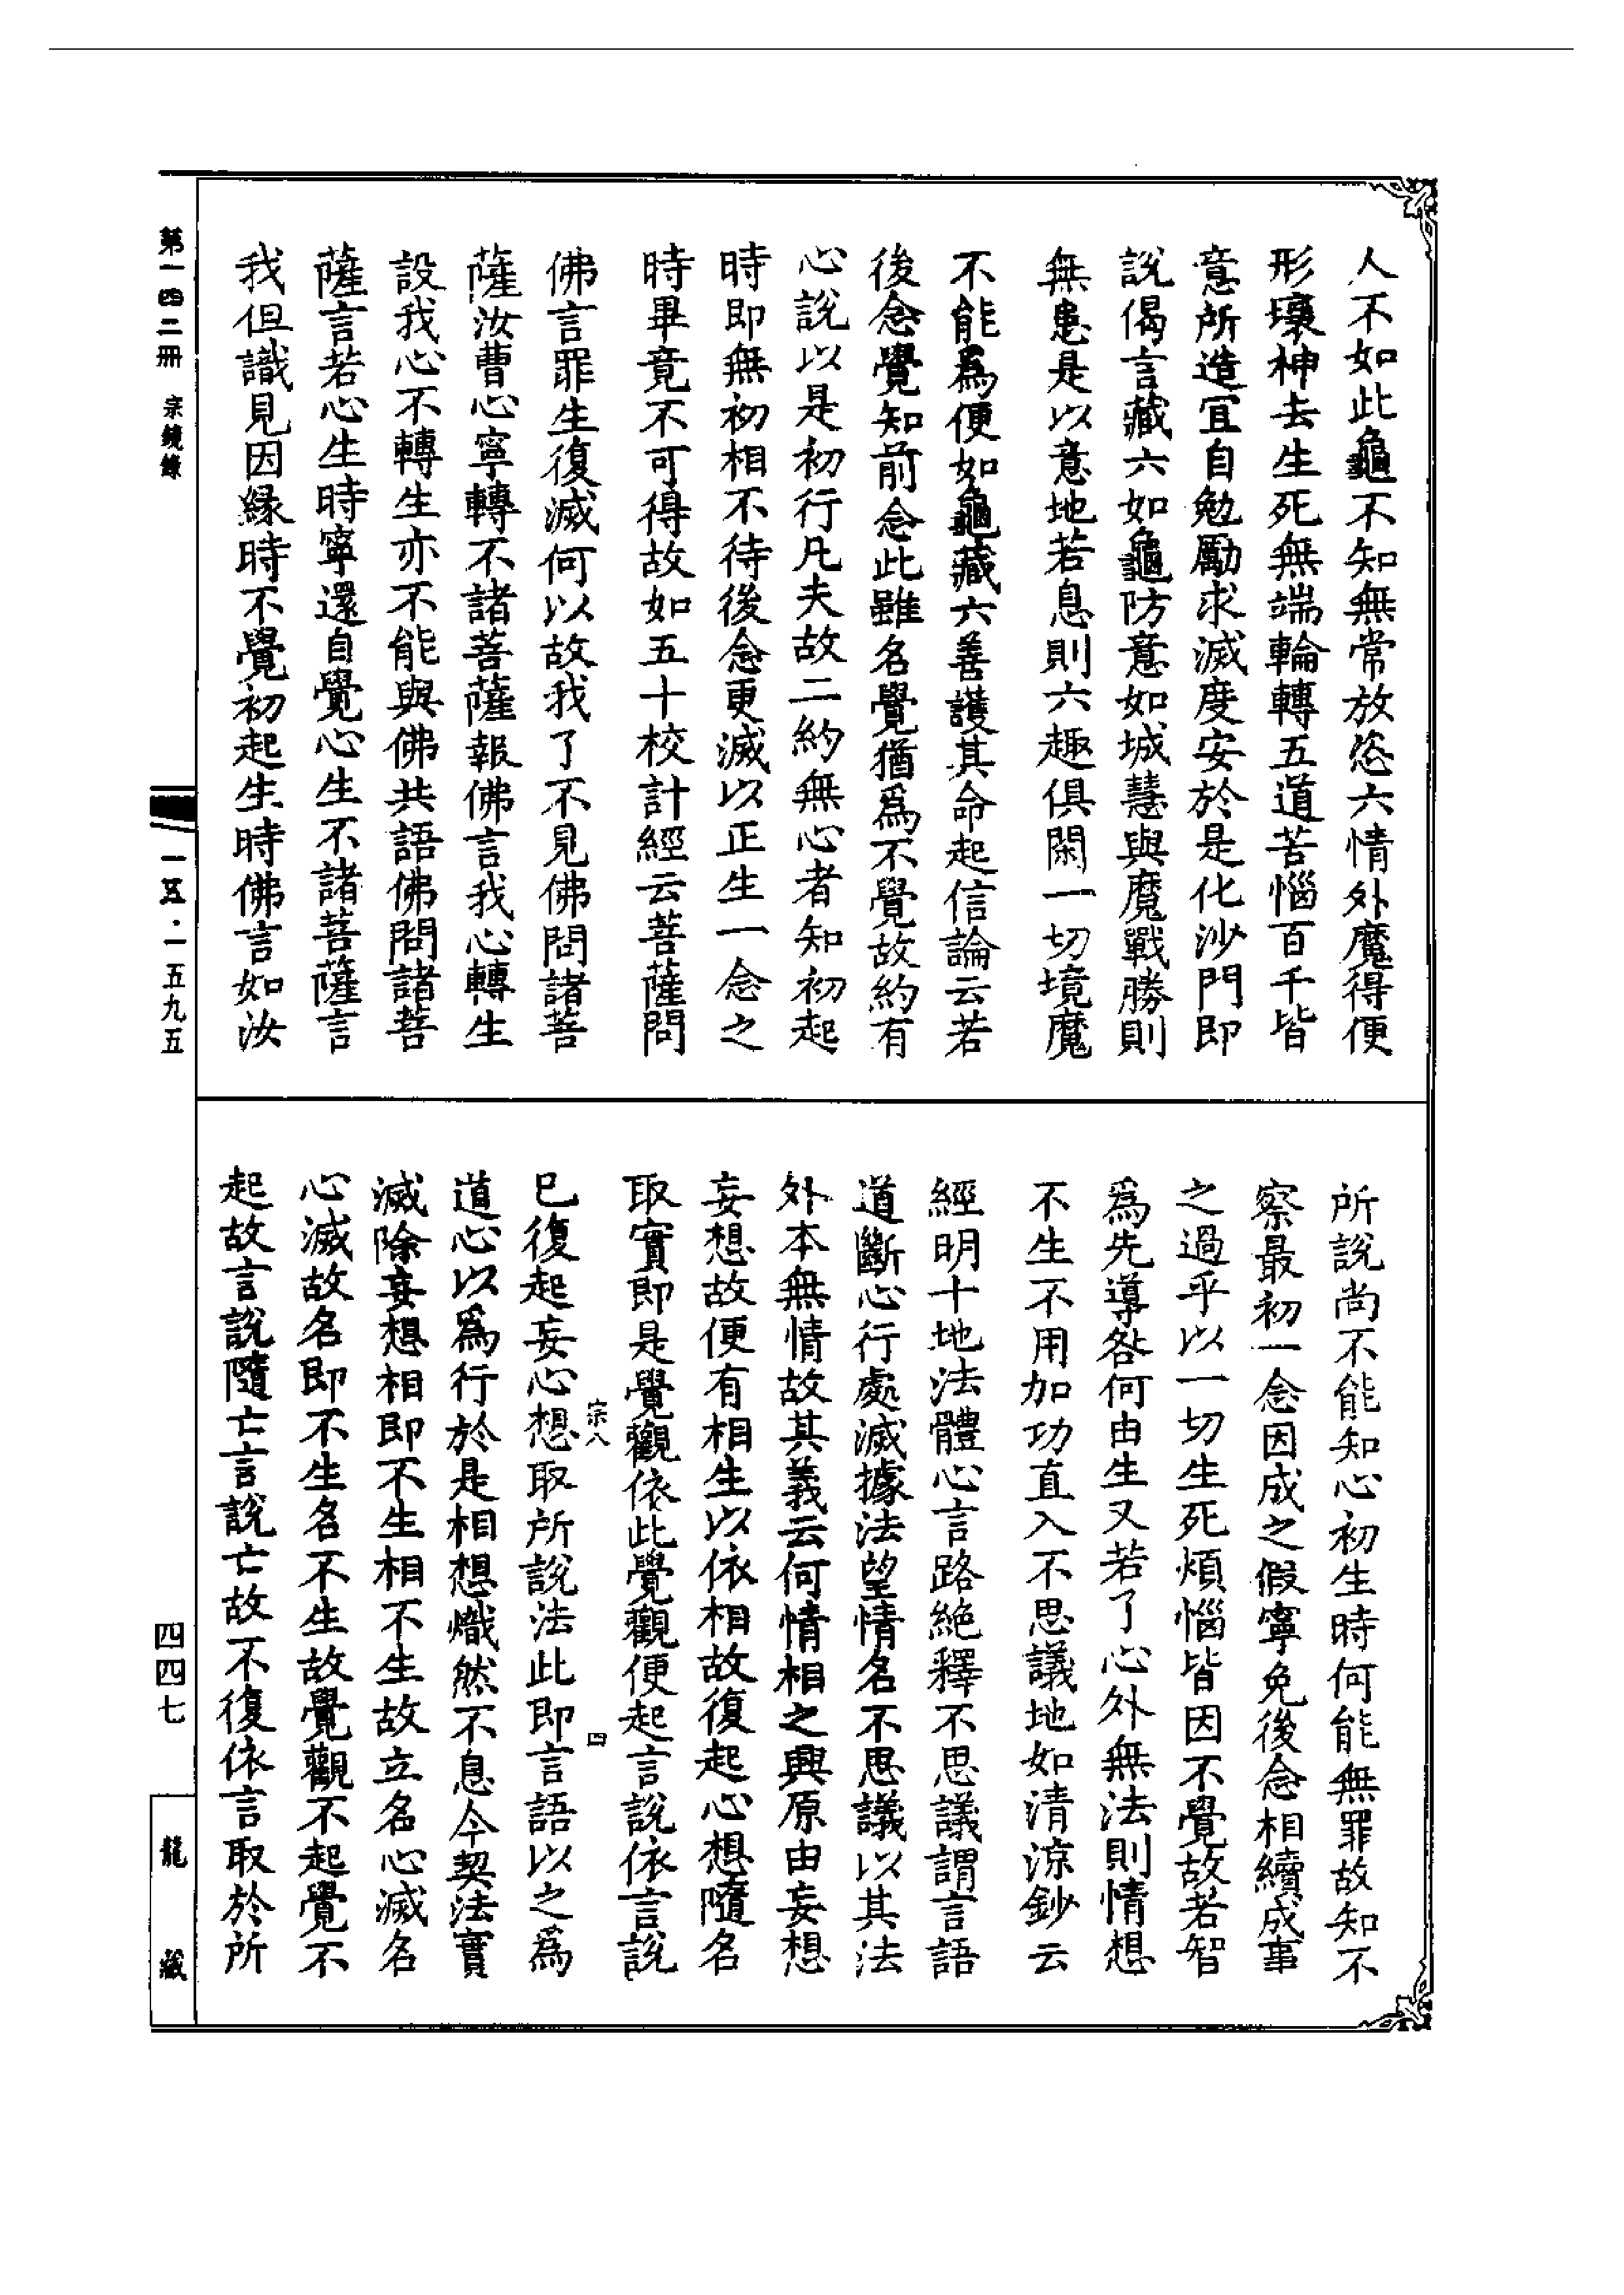 人不如此龜不知無常放恣六情外魔得便
形壞神去生死無端輪轉五道苦惱百千皆
意所造宜自勉勵求滅度安於是化沙門即
說偈言藏六如龜防意如城慧與魔戰勝則
無患是以意地若息則六趣俱閑一切境魔
不能為便如龜藏六善護其命起信論云若
後念覺知前念此雖名覺猶為不覺故約有
心說以是初行凡夫故二約無心者知初起
時即無初相不待後念更滅以正生一念之
時畢竟不可得故如五十校計經云菩薩問
佛言罪生復滅何以故我了不見佛問諸菩
薩汝曹心寧轉不諸菩薩報佛言我心轉生
設我心不轉生亦不能與佛共語佛問諸菩
薩言若心生時寧還自覺心生不諸菩薩言
我但識見因緣時不覺初起生時佛言如汝
所說尚不能知心初生時何能無罪故知不
察最初一念因成之假寧免後念相續成事
之過乎以一切生死煩惱皆因不覺故若智
為先導咎何由生又若了心外無法則情想
不生不用加功直入不思議地如清涼鈔云
經明十地法體心言路絕釋不思議謂言語
道斷心行處滅據法望情名不思議以其法
外本無情故其義云何情相之興原由妄想
妄想故便有相生以依相故復起心想隨名
取實即是覺觀依此覺觀便起言說依言說
宗八 四
已復起妄心想取所說法此即言語以之為
道心以為行於是相想熾然不息今契法實
滅除妄想相即不生相不生故立名心滅名
心滅故名即不生名不生故覺觀不起覺不
起故言說隨亡言說亡故不復依言取於所
第一四二冊 宗鏡錄
一五·一五九五
四四七
龍藏